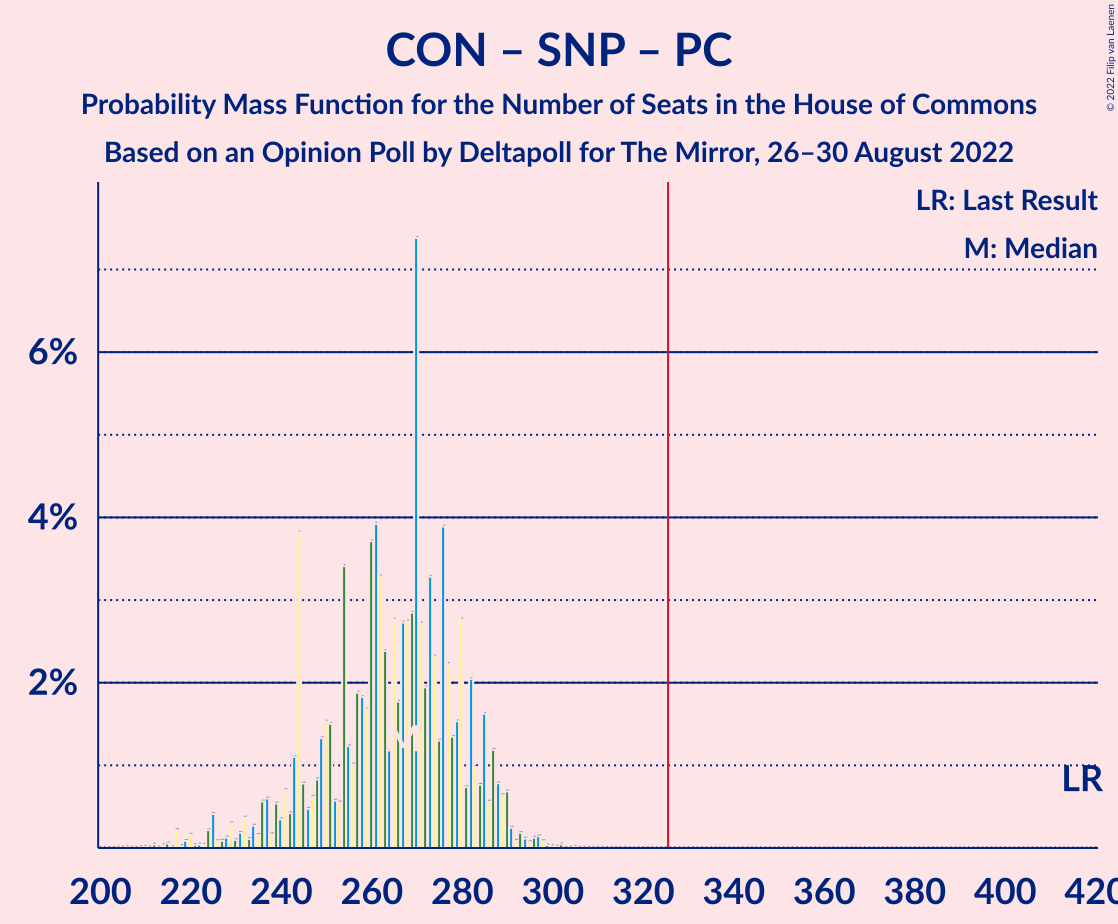 CON – SNP – PC
Probability Mass Function for the Number of Seats in the House of Commons
Based on an Opinion Poll by Deltapoll for The Mirror, 26–30 August 2022
© 2022 Filip van Laenen
LR: Last Result
M: Median
6%
4%
2%
LR
200 220 240 260 280 300 320 340 360 380 400 420